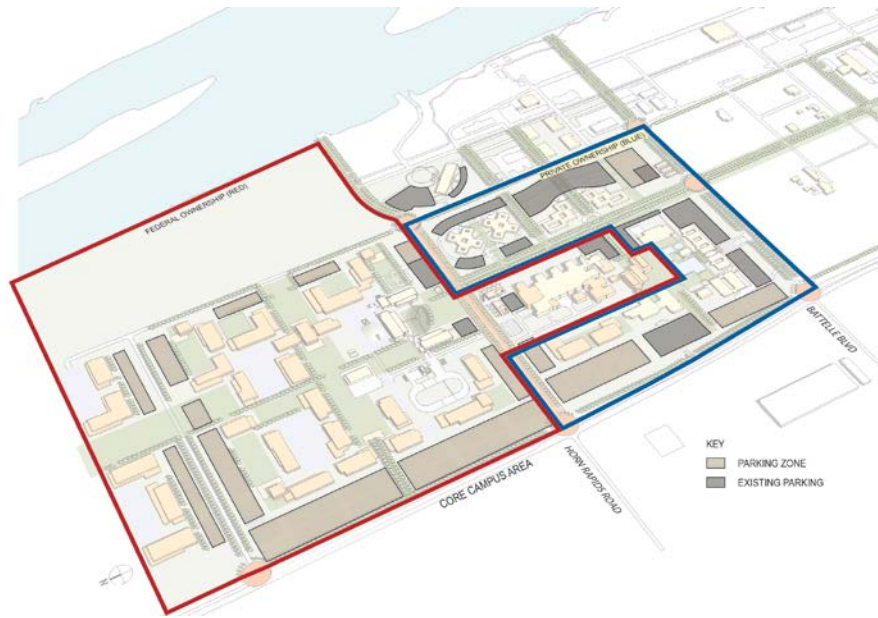 FEDERAL OWNERSHIP (RED)
PRIVATE OWNERSHIP (BLUE)
BATTELLE BLVD
HORN RAPIDS ROAD
CORE CAMPUS AREA
KEY
PARKING ZONE
EXISTING PARKING
N